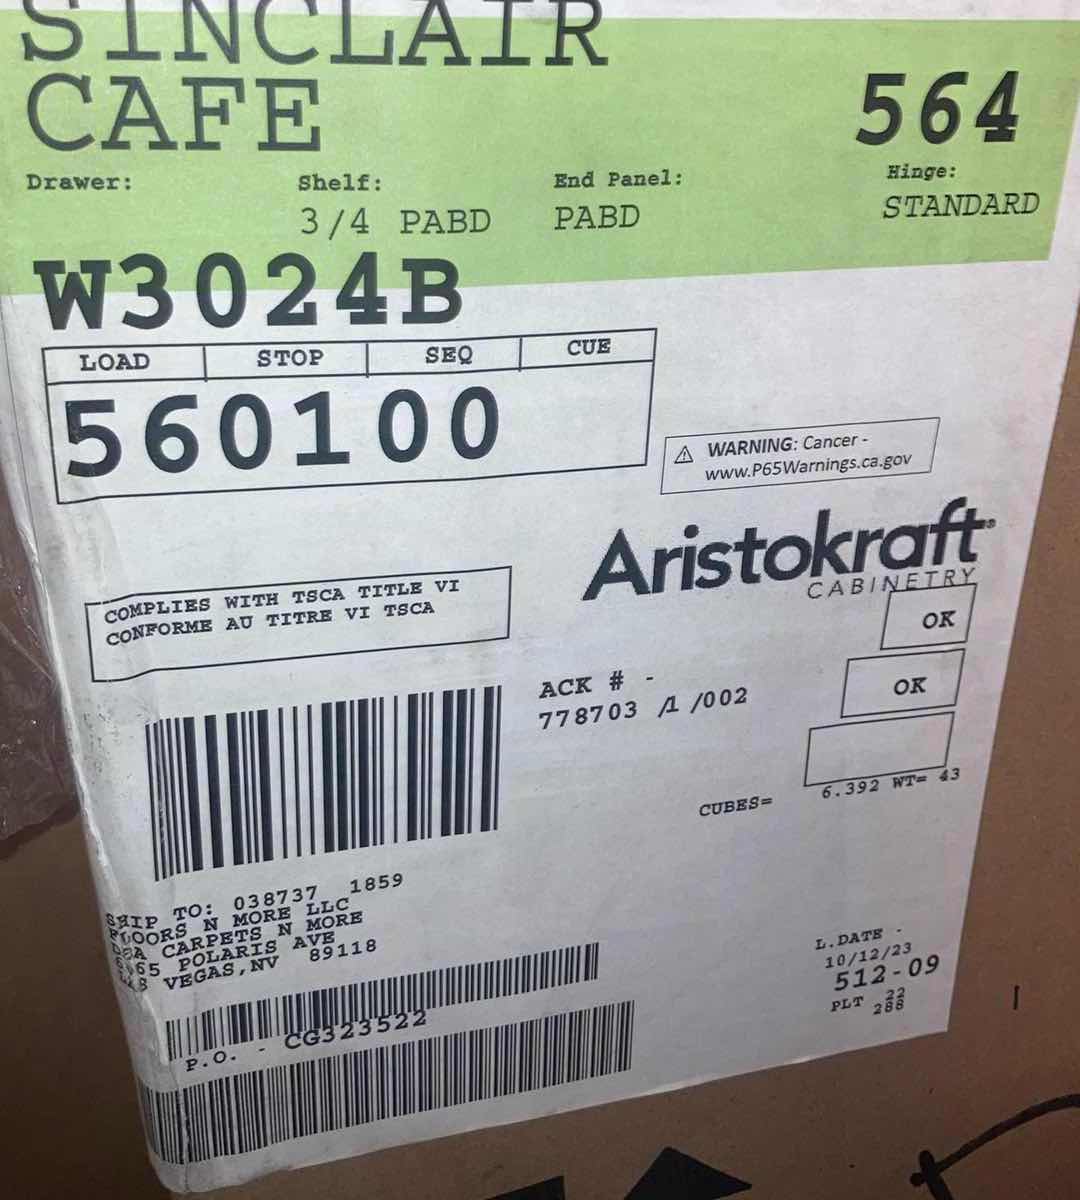 SINCLAIR
CAFE
564
Drawer:
Shelf:
End Panel:
Hinge:
3/4 PABD
PABD
STANDARD
W3024B
LOAD STOP SEQ CUE
560100
WARNING: Cancer -
www.P65Warnings.ca.gov
Aristokraft®
CABINETRY
COMPLIES WITH TSCA TITLE VI
CONFORME AU TITRE VI TSCA
OK
OK
ACK # -
778703 /1 /002
CUBES= 6.392 WT= 43
SHIP TO: 038737 1859
FLOORS N MORE LLC
CARPETS N MORE
POLARIS AVE
LAS VEGAS,NV 89118
L.DATE -
10/12/23
512-09
PLT 22
288
P.O. - CG323522